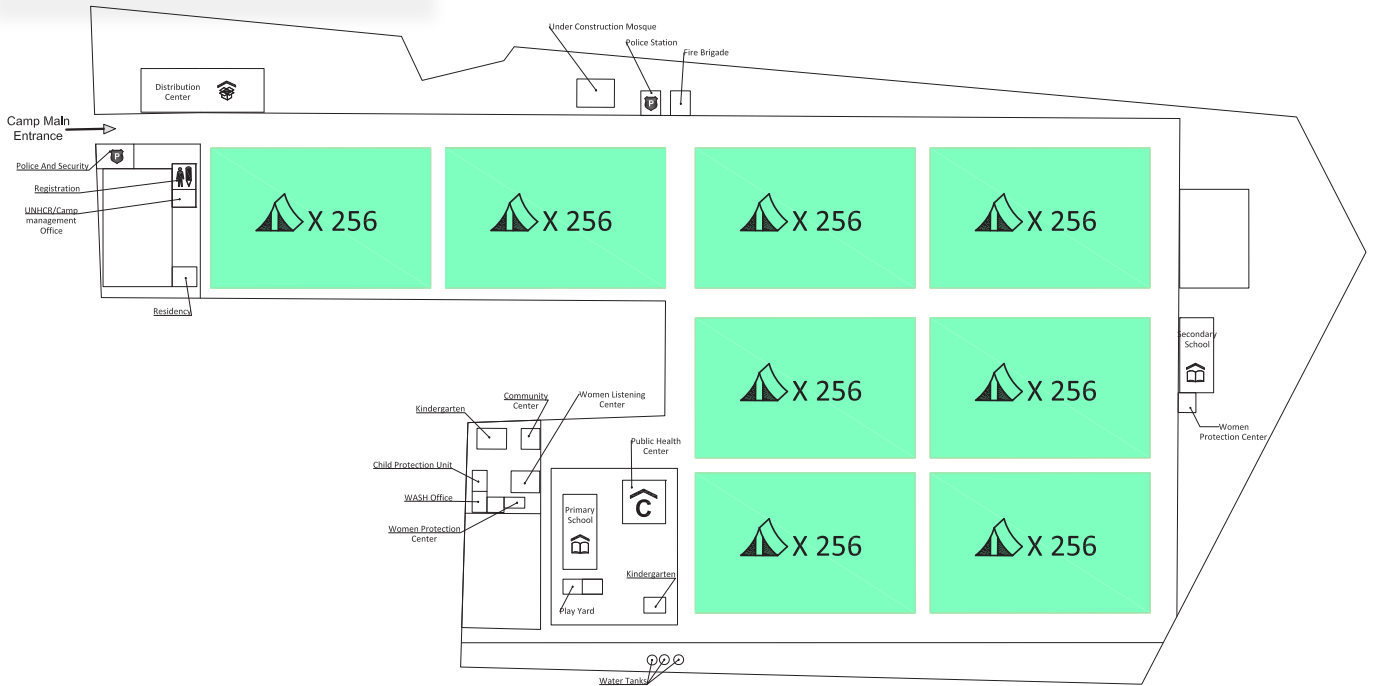 Under Construction Mosque
Police Station
Fire Brigade
Distribution
Center
Camp Main
Entrance
P
P
Police And Security
Registration
UNHCR/Camp
management
Office
Residency
X 256
X 256
X 256
X 256
Secondary
School
X 256
X 256
Women
Protection Center
Kindergarten
Community
Center
Women Listening
Center
Child Protection Unit
WASH Office
Women Protection
Center
Public Health
Center
C
Primary
School
Kindergarten
Play Yard
X 256
X 256
Water Tanks